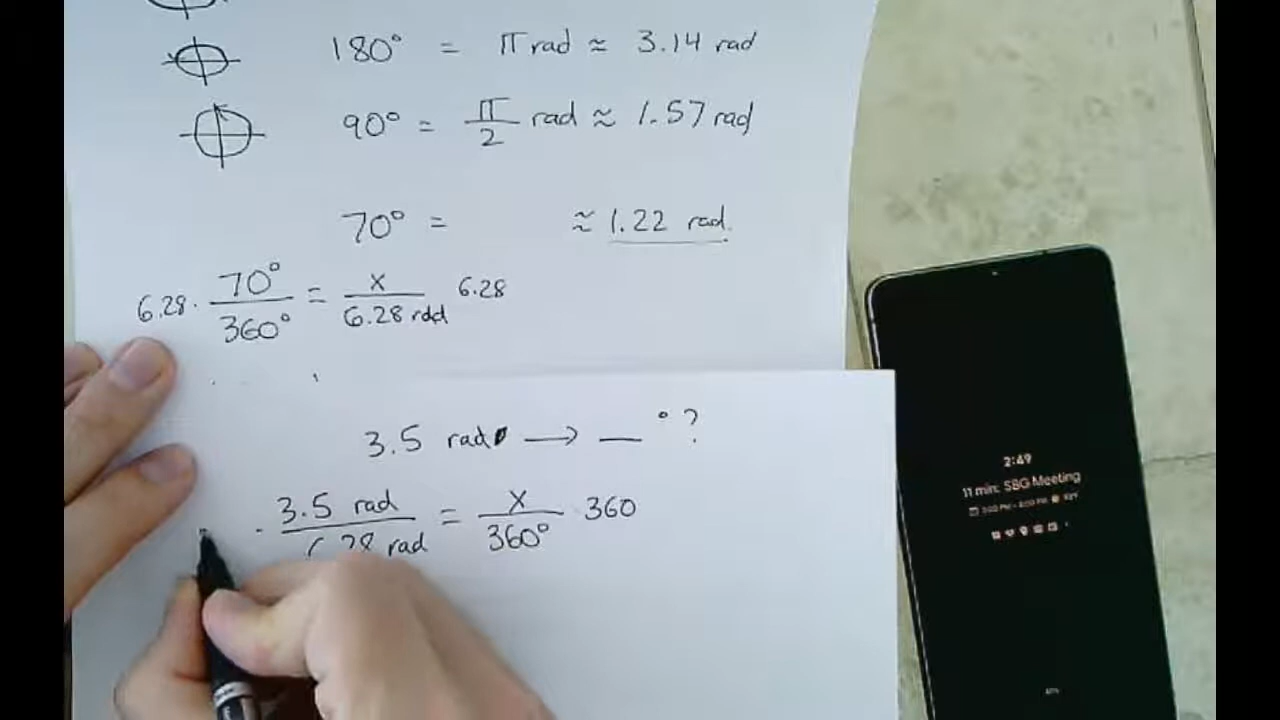 180° = π rad ≈ 3.14 rad
90° = π/2 rad ≈ 1.57 rad
70° = ≈ 1.22 rad.
6.28 · 70°/360° = x/6.28 rad 6.28
3.5 rad → __ ° ?
· 3.5 rad/6.28 rad = x/360° · 360
2:49
11 min: SBG Meeting